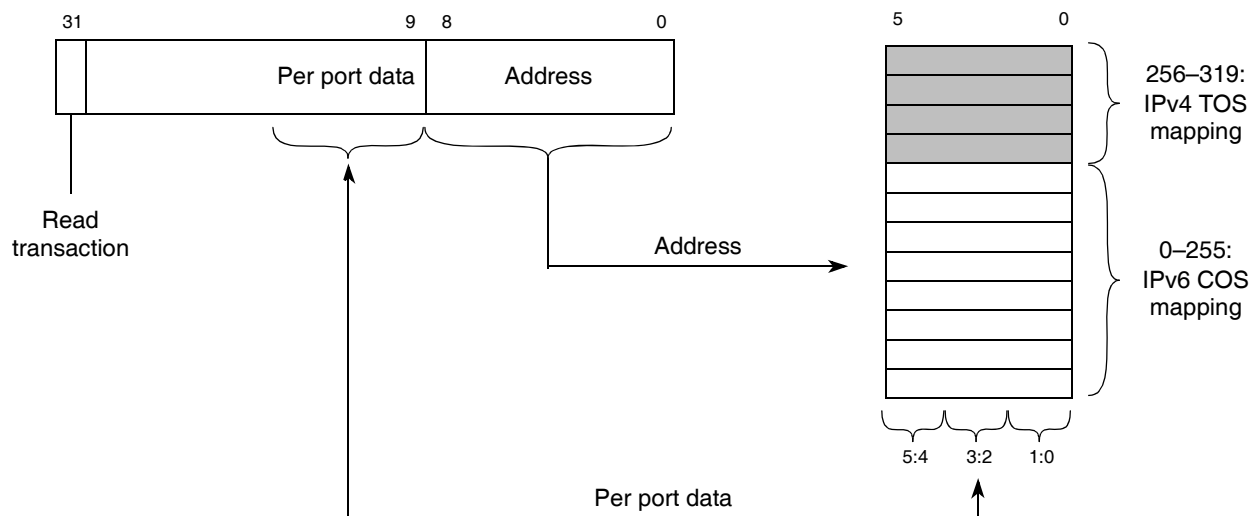 31 9 8 0
Per port data Address
Read
transaction
Address
5 0
256–319:
IPv4 TOS
mapping
0–255:
IPv6 COS
mapping
5:4 3:2 1:0
Per port data